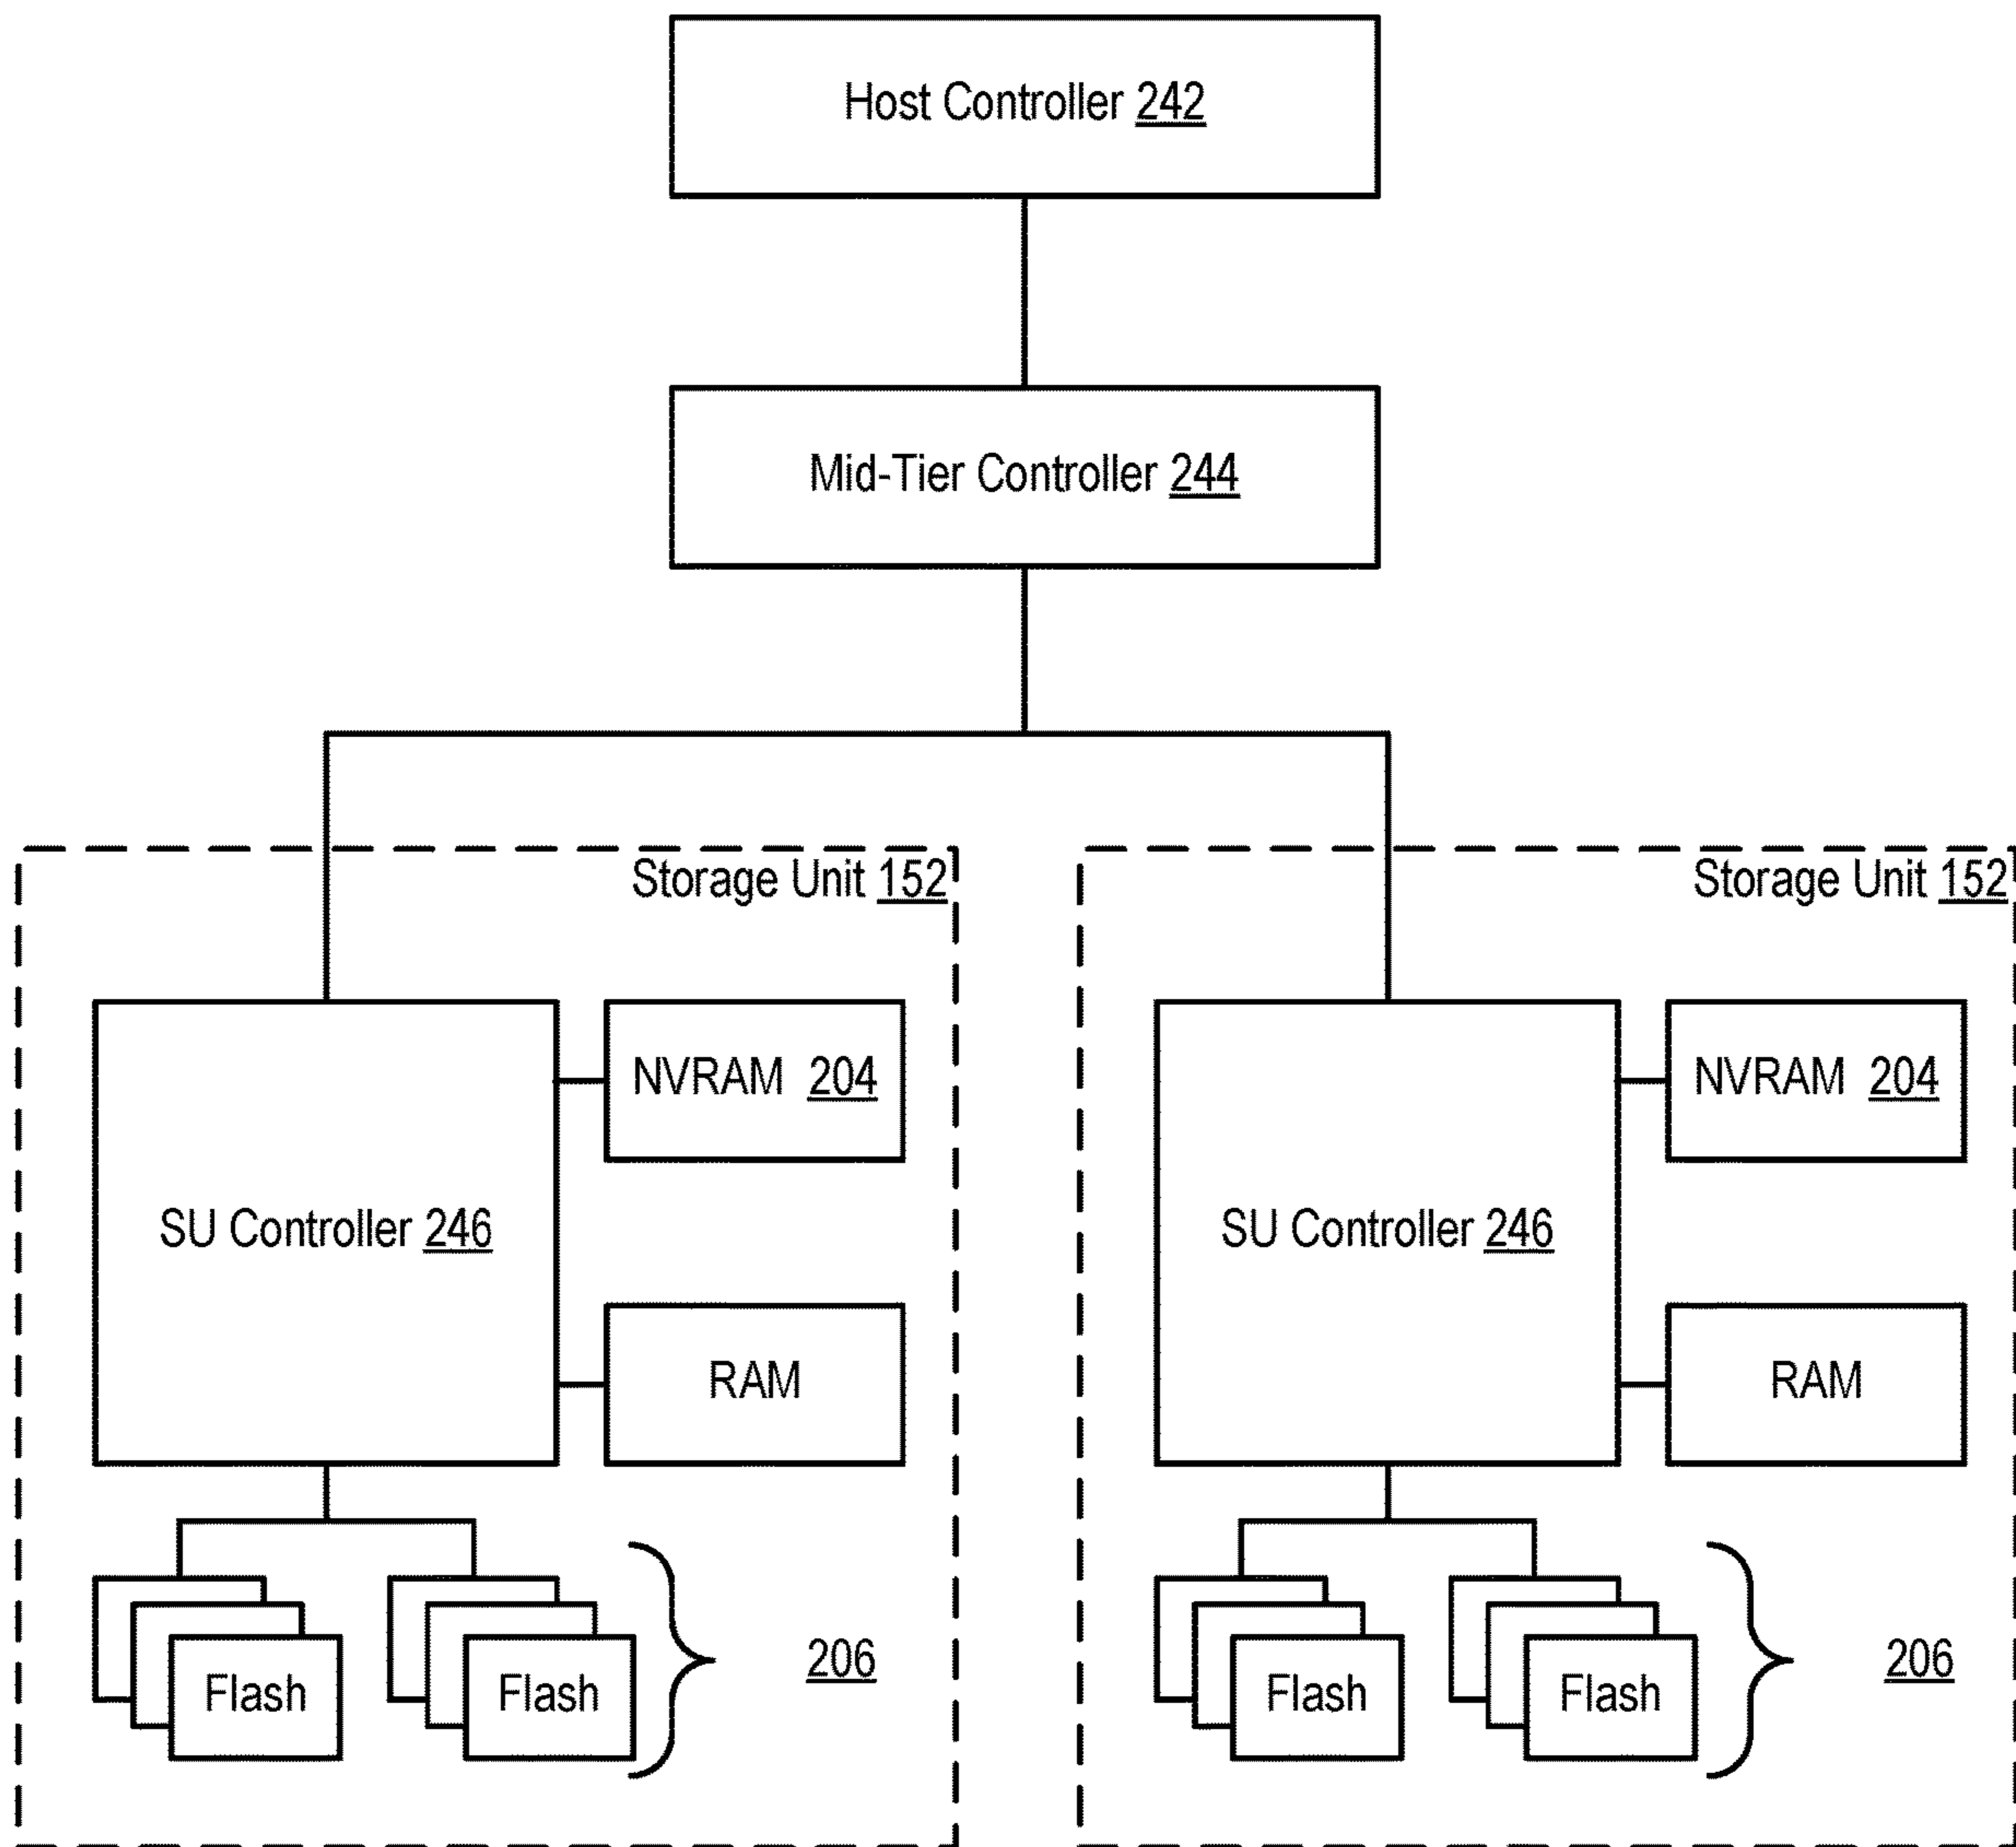 Host Controller 242
Mid-Tier Controller 244
Storage Unit 152
NVRAM 204
SU Controller 246
RAM
Flash
Flash
206
Storage Unit 152
NVRAM 204
SU Controller 246
RAM
Flash
Flash
206